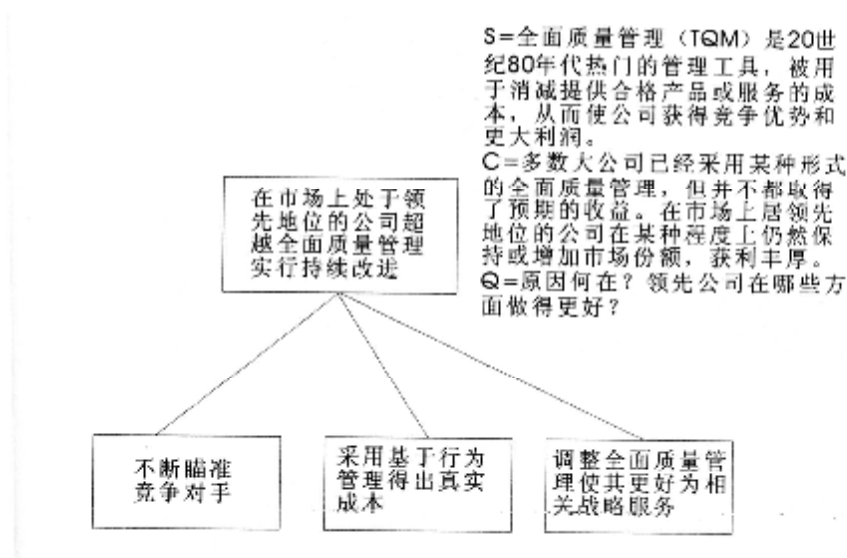 S=全面质量管理（TQM）是20世
纪80年代热门的管理工具，被用
于消减提供合格产品或服务的成
本，从而使公司获得竞争优势和
更大利润。
C=多数大公司已经采用某种形式
的全面质量管理，但并不都取得
了预期的收益。在市场上居领先
地位的公司在某种程度上仍然保
持或增加市场份额，获利丰厚。
Q=原因何在？领先公司在哪些方
面做得更好？
在市场上处于领
先地位的公司超
越全面质量管理
实行持续改进
不断瞄准
竞争对手
采用基于行为
管理得出真实
成本
调整全面质量管
理使其更好为相
关战略服务